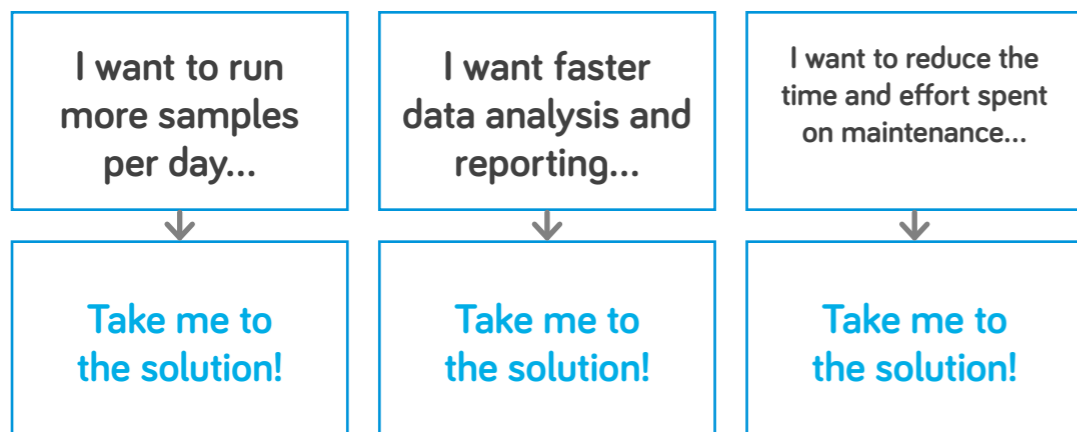 I want to run
more samples
per day...
I want faster
data analysis and
reporting...
I want to reduce the
time and effort spent
on maintenance...
Take me to
the solution!
Take me to
the solution!
Take me to
the solution!